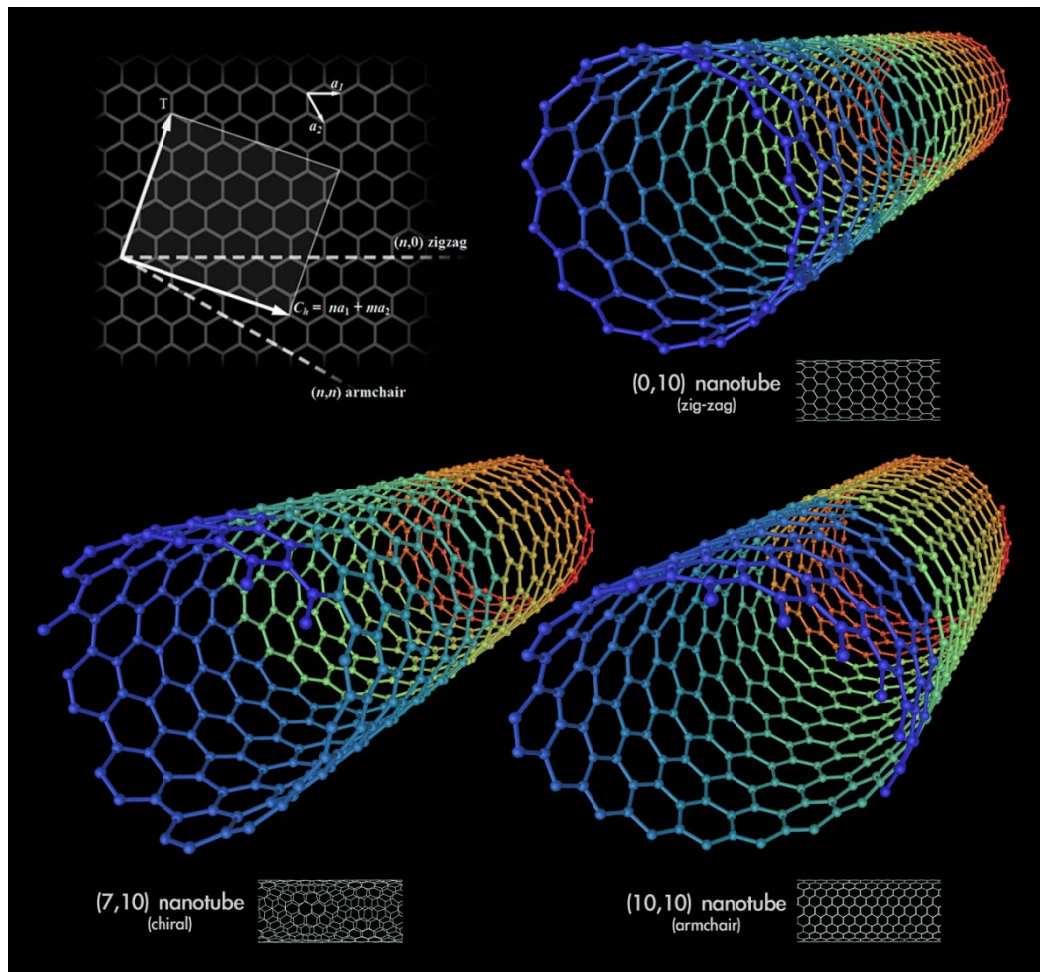 a1
T
a2
(n,0) zigzag
Ch = na1 + ma2
(n,n) armchair
(0,10) nanotube
(zig-zag)
(7,10) nanotube
(chiral)
(10,10) nanotube
(armchair)